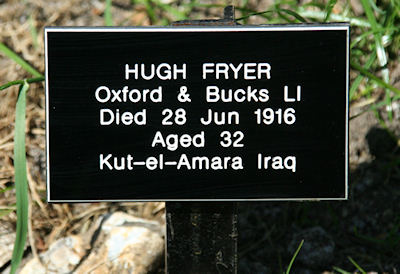 HUGH FRYER
Oxford & Bucks LI
Died 28 Jun 1916
Aged 32
Kut-el-Amara Iraq